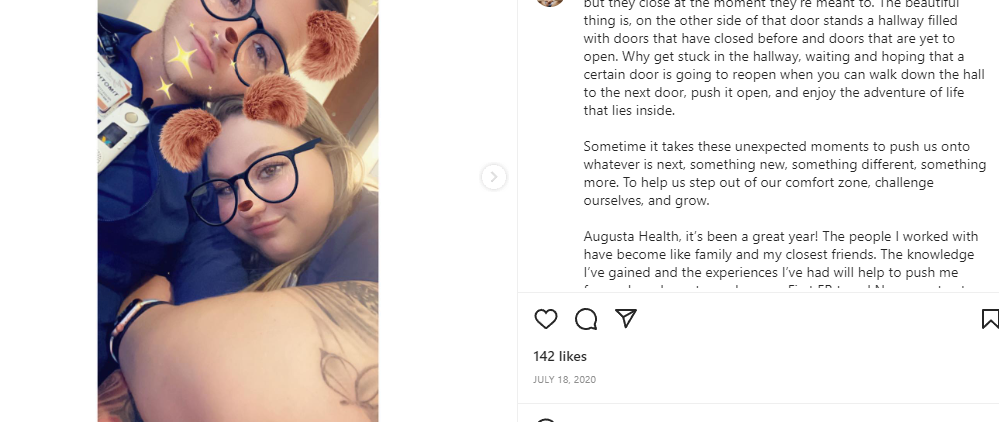 but they close at the moment they're meant to. The beautiful
thing is, on the other side of that door stands a hallway filled
with doors that have closed before and doors that are yet to
open. Why get stuck in the hallway, waiting and hoping that a
certain door is going to reopen when you can walk down the hall
to the next door, push it open, and enjoy the adventure of life
that lies inside.
Sometime it takes these unexpected moments to push us onto
whatever is next, something new, something different, something
more. To help us step out of our comfort zone, challenge
ourselves, and grow.
Augusta Health, it's been a great year! The people I worked with
have become like family and my closest friends. The knowledge
I've gained and the experiences I've had will help to push me
142 likes
JULY 18, 2020